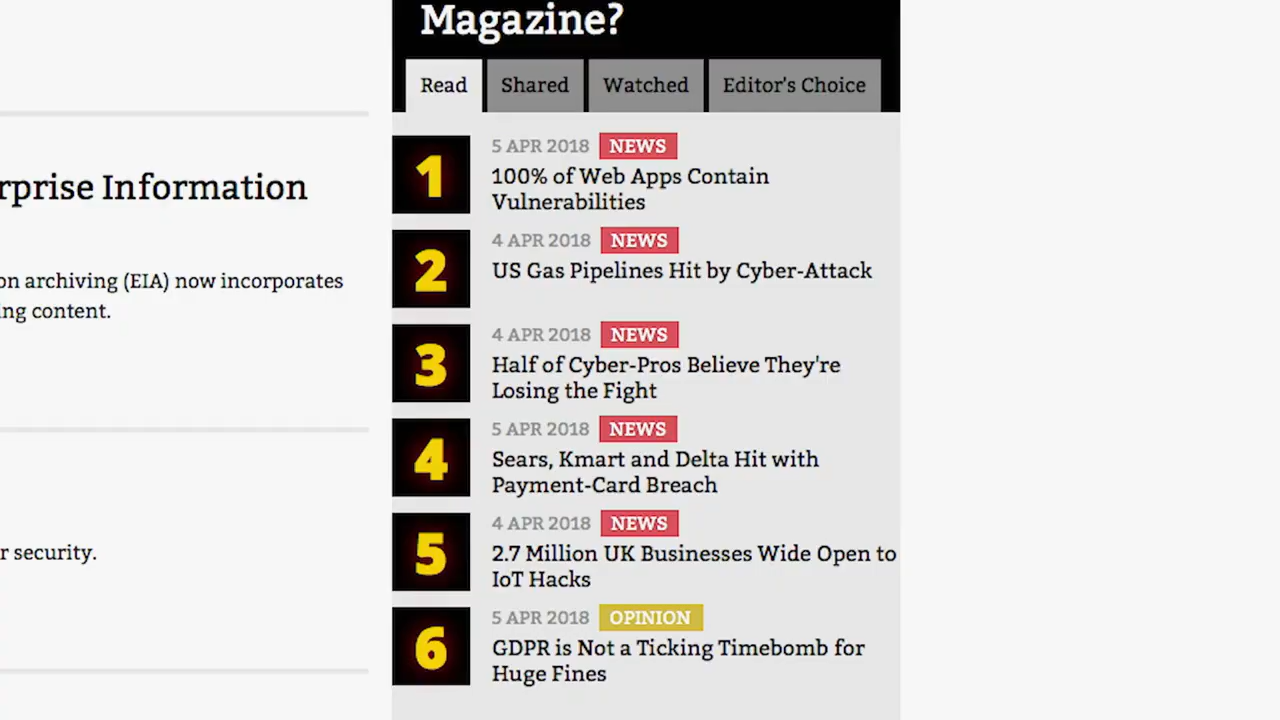 Magazine?
Read
Shared
Watched
Editor's Choice
1
5 APR 2018 NEWS
100% of Web Apps Contain
Vulnerabilities
2
4 APR 2018 NEWS
US Gas Pipelines Hit by Cyber-Attack
3
4 APR 2018 NEWS
Half of Cyber-Pros Believe They're
Losing the Fight
4
5 APR 2018 NEWS
Sears, Kmart and Delta Hit with
Payment-Card Breach
5
4 APR 2018 NEWS
2.7 Million UK Businesses Wide Open to
IoT Hacks
6
5 APR 2018 OPINION
GDPR is Not a Ticking Timebomb for
Huge Fines
Information
archiving (EIA) now incorporates
content.
security.